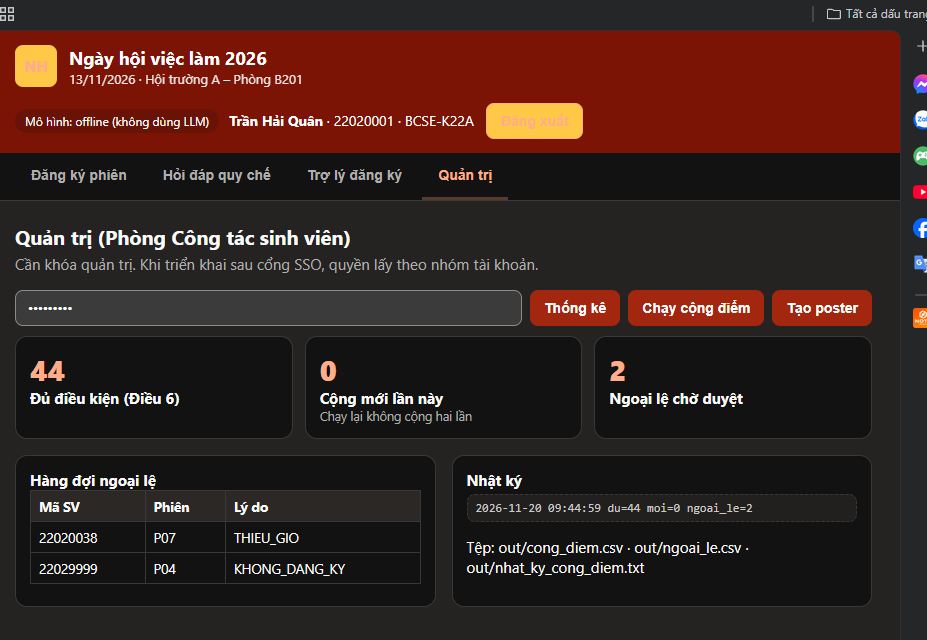 Tất cả dấu trang
NH
Ngày hội việc làm 2026
13/11/2026 · Hội trường A – Phòng B201
Mô hình: offline (không dùng LLM)
Trần Hải Quân · 22020001 · BCSE-K22A
Đăng xuất
Đăng ký phiên
Hỏi đáp quy chế
Trợ lý đăng ký
Quản trị
Quản trị (Phòng Công tác sinh viên)
Cần khóa quản trị. Khi triển khai sau cổng SSO, quyền lấy theo nhóm tài khoản.
•••••••••
Thống kê
Chạy cộng điểm
Tạo poster
44
Đủ điều kiện (Điều 6)
0
Cộng mới lần này
Chạy lại không cộng hai lần
2
Ngoại lệ chờ duyệt
Hàng đợi ngoại lệ
Mã SV Phiên Lý do
22020038 P07 THIEU_GIO
22029999 P04 KHONG_DANG_KY
Nhật ký
2026-11-20 09:44:59 du=44 moi=0 ngoai_le=2
Tệp: out/cong_diem.csv · out/ngoai_le.csv ·
out/nhat_ky_cong_diem.txt